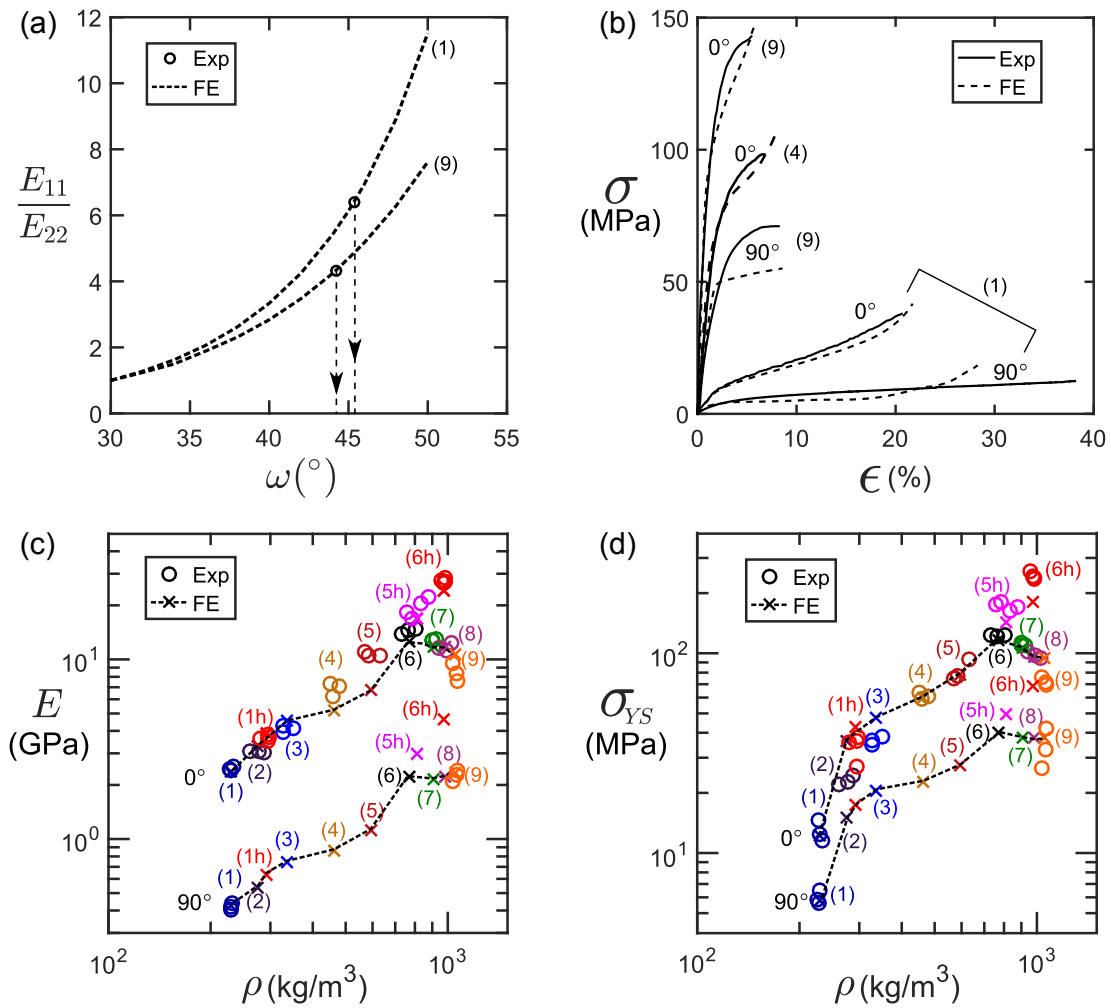 (a)
12
10
8
6
4
2
0
E₁₁
E₂₂
Exp
FE
(1)
(9)
30 35 40 45 50 55
ω(°)
(b)
150
100
50
0
σ
(MPa)
Exp
FE
0°
(9)
0°
(4)
90°
(9)
0°
(1)
90°
0 10 20 30 40
ϵ(%)
(c)
Exp
FE
10¹
10⁰
E
(GPa)
(6h)
(5h)
(7)
(8)
(5)
(6)
(9)
(4)
(1h)
(3)
(2)
0°
(1)
(6h)
(5h)
(8)
(6)
(9)
(7)
(5)
(4)
(3)
(1h)
(1)
(2)
90°
10² 10³
ρ(kg/m³)
(d)
Exp
FE
10²
10¹
σYS
(MPa)
(6h)
(5h)
(7)
(8)
(5)
(6)
(9)
(4)
(1h)
(3)
(2)
(1)
0°
(6h)
(5h)
(8)
(6)
(7)
(9)
(5)
(4)
(3)
(2)
(1)
90°
10² 10³
ρ(kg/m³)